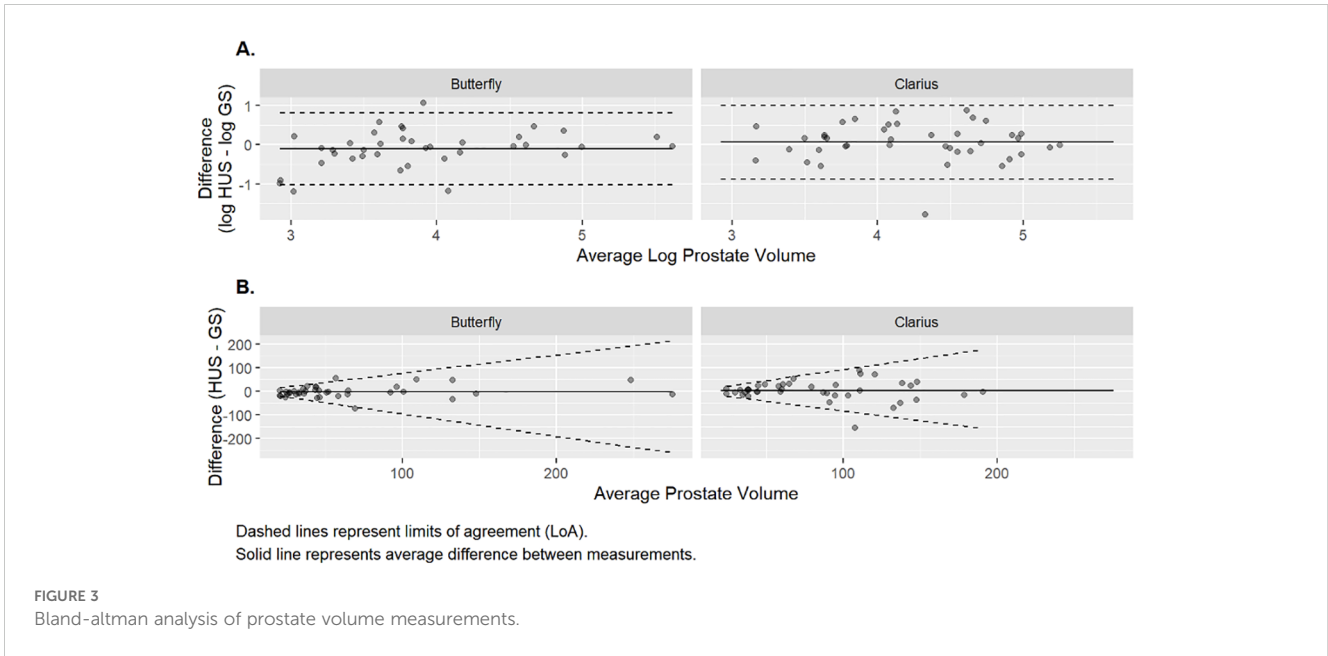 A.
Butterfly
Clarius
Difference
(log HUS - log GS)
1
0
-1
3
4
5
3
4
5
Average Log Prostate Volume
B.
Butterfly
Clarius
Difference (HUS - GS)
200
100
0
-100
-200
100
200
100
200
Average Prostate Volume
Dashed lines represent limits of agreement (LoA).
Solid line represents average difference between measurements.
FIGURE 3
Bland-altman analysis of prostate volume measurements.